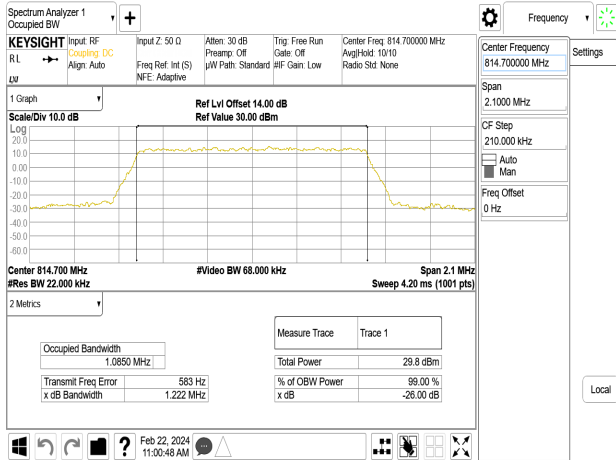 Spectrum Analyzer 1
Occupied BW
Frequency
KEYSIGHT
Input: RF
Input Z: 50 Ω
Atten: 30 dB
Trig: Free Run
Center Freq: 814.700000 MHz
RL
Coupling: DC
Preamp: Off
Gate: Off
Avg|Hold: 10/10
Align: Auto
Freq Ref: Int (S)
µW Path: Standard
#IF Gain: Low
Radio Std: None
NFE: Adaptive
Center Frequency
814.700000 MHz
Settings
Span
2.1000 MHz
CF Step
210.000 kHz
Auto
Man
Freq Offset
0 Hz
Local
1 Graph
Ref Lvl Offset 14.00 dB
Scale/Div 10.0 dB
Ref Value 30.00 dBm
Log
20.0
10.0
0.00
-10.0
-20.0
-30.0
-40.0
-50.0
-60.0
Center 814.700 MHz
#Video BW 68.000 kHz
Span 2.1 MHz
#Res BW 22.000 kHz
Sweep 4.20 ms (1001 pts)
2 Metrics
Measure Trace
Trace 1
Occupied Bandwidth
1.0850 MHz
Total Power
29.8 dBm
Transmit Freq Error
583 Hz
% of OBW Power
99.00 %
x dB Bandwidth
1.222 MHz
x dB
-26.00 dB
Feb 22, 2024
11:00:48 AM